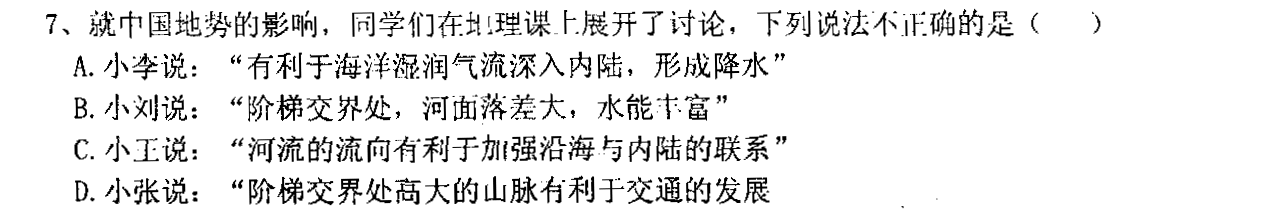 7、就中国地势的影响，同学们在地理课上展开了讨论，下列说法不正确的是（　　）
A.小李说：“有利于海洋湿润气流深入内陆，形成降水”
B.小刘说：“阶梯交界处，河面落差大，水能丰富”
C.小王说：“河流的流向有利于加强沿海与内陆的联系”
D.小张说：“阶梯交界处高大的山脉有利于交通的发展